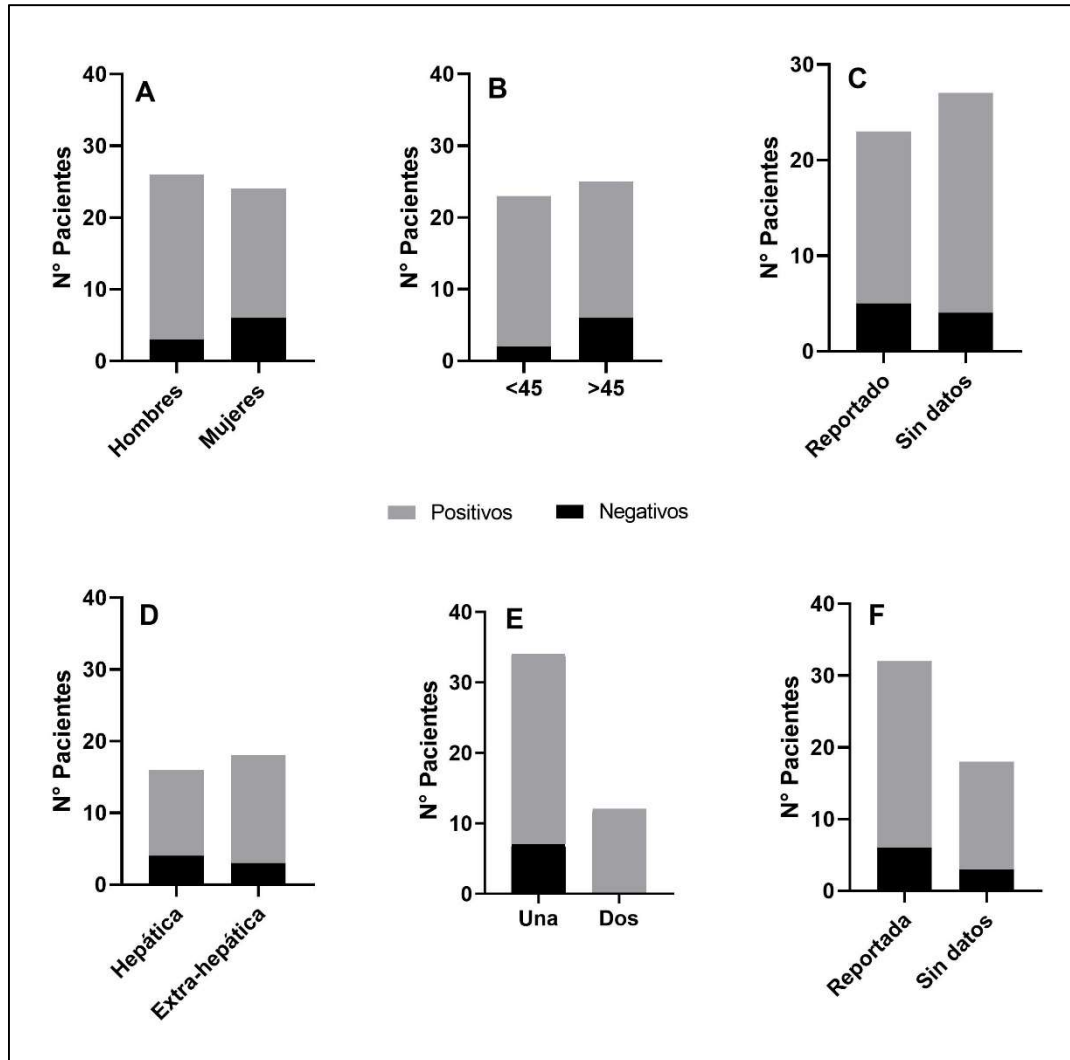 A
N° Pacientes
40
30
20
10
0
Hombres
Mujeres
B
N° Pacientes
40
30
20
10
0
<45
>45
C
N° Pacientes
30
20
10
0
Reportado
Sin datos
Positivos
Negativos
D
N° Pacientes
40
30
20
10
0
Hepática
Extra-hepática
E
N° Pacientes
40
30
20
10
0
Una
Dos
F
N° Pacientes
40
30
20
10
0
Reportada
Sin datos